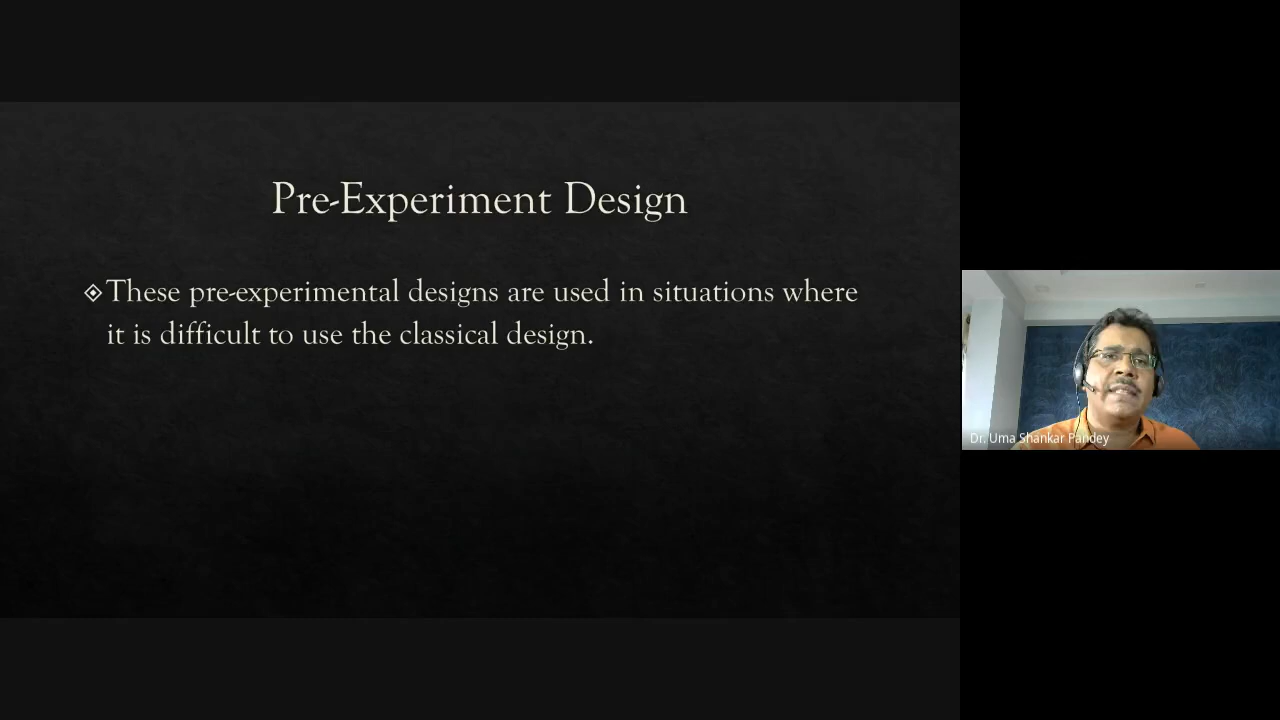 Pre-Experiment Design
These pre-experimental designs are used in situations where
it is difficult to use the classical design.
Dr. Uma Shankar Pandey